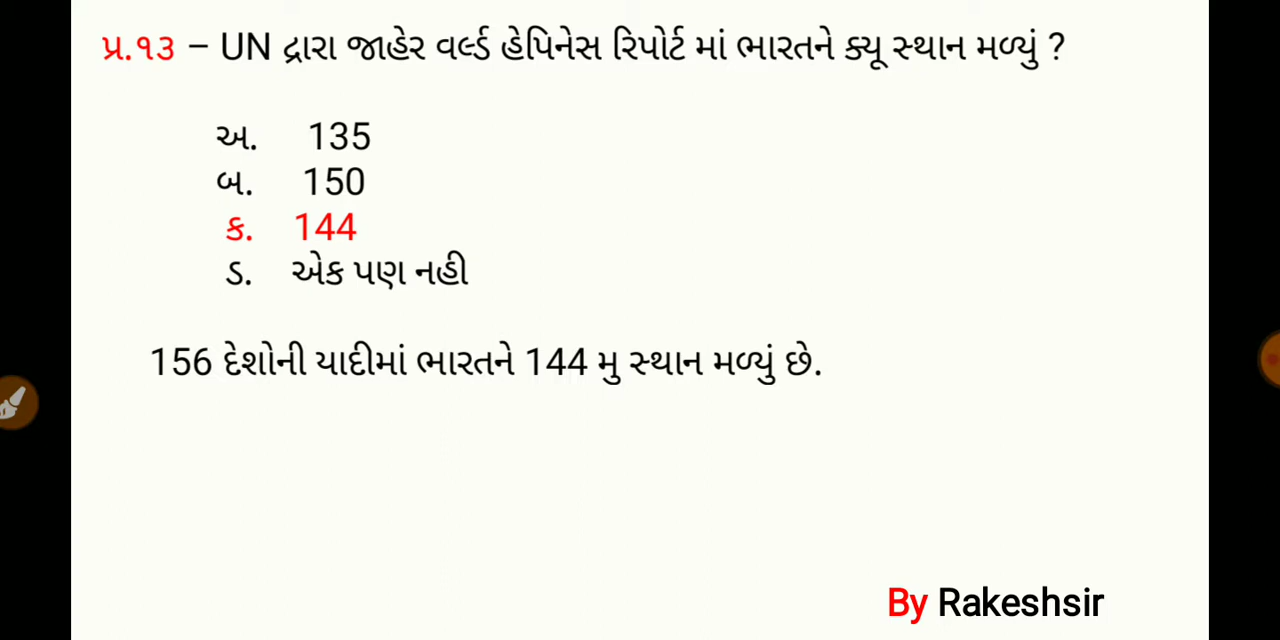 પ્ર.૧૩ – UN દ્રારા જાહેર વર્લ્ડ હેપિનેસ રિપોર્ટ માં ભારતને ક્યૂ સ્થાન મળ્યું ?
અ. 135
બ. 150
ક. 144
ડ. એક પણ નહી
156 દેશોની યાદીમાં ભારતને 144 મુ સ્થાન મળ્યું છે.
By Rakeshsir